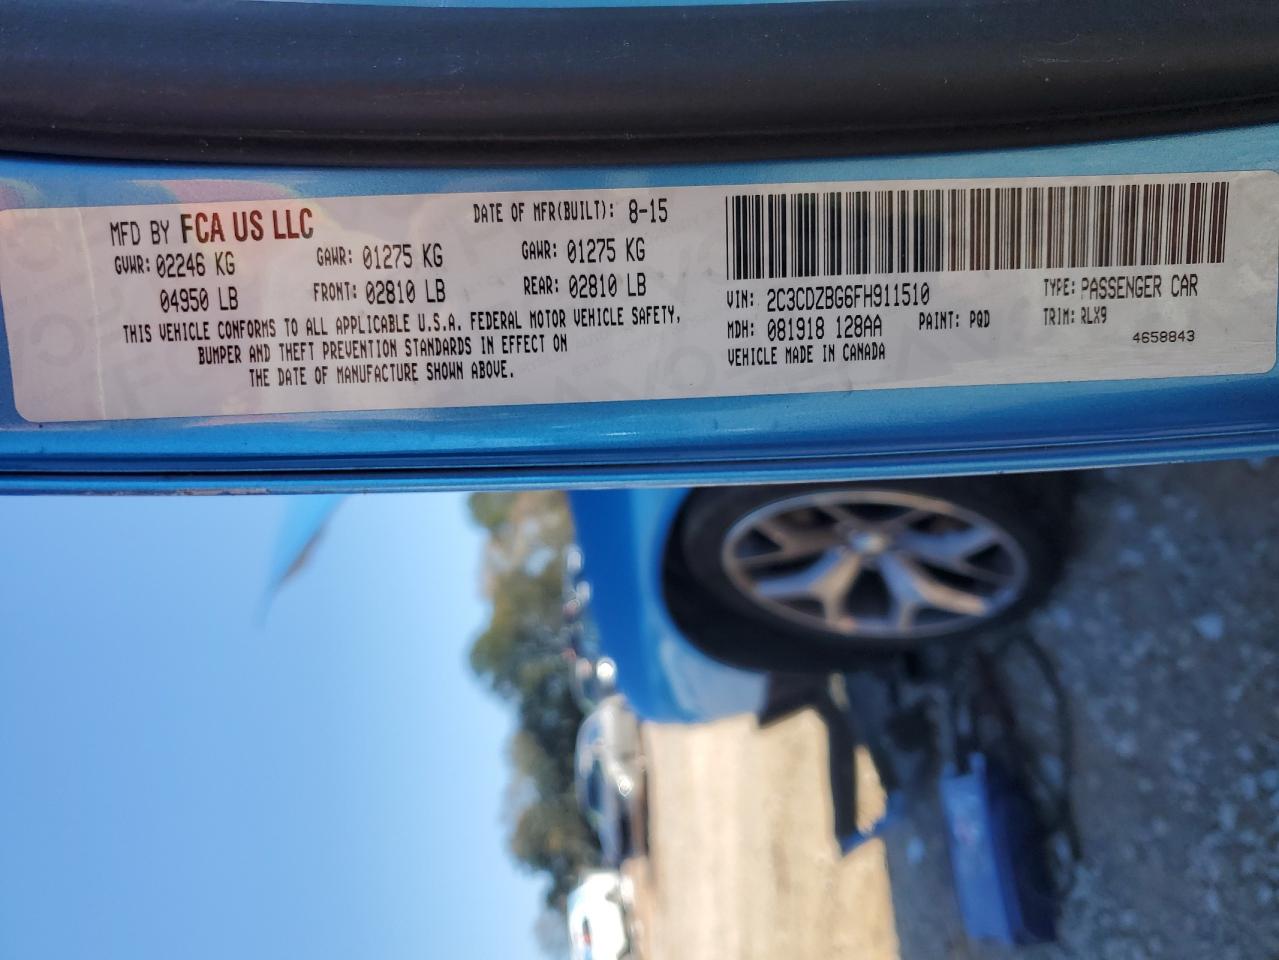 MFD BY FCA US LLC DATE OF MFR(BUILT): 8-15
GVWR: 02246 KG GAWR: 01275 KG GAWR: 01275 KG
04950 LB FRONT: 02810 LB REAR: 02810 LB
THIS VEHICLE CONFORMS TO ALL APPLICABLE U.S.A. FEDERAL MOTOR VEHICLE SAFETY,
BUMPER AND THEFT PREVENTION STANDARDS IN EFFECT ON
THE DATE OF MANUFACTURE SHOWN ABOVE.
VIN: 2C3CDZBG6FH911510 TYPE: PASSENGER CAR
MDH: 081918 128AA PAINT: PQD TRIM: RLX9
VEHICLE MADE IN CANADA 4658843